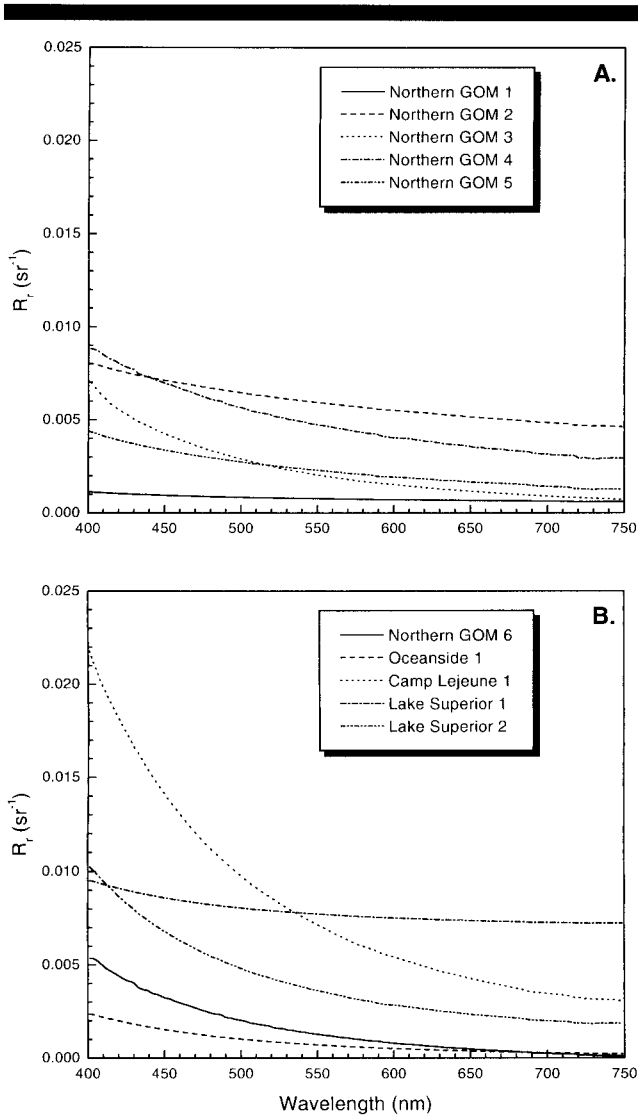 A.
0.025
0.020
0.015
0.010
0.005
0.000
R_r (sr^-1)
Northern GOM 1
Northern GOM 2
Northern GOM 3
Northern GOM 4
Northern GOM 5
400 450 500 550 600 650 700 750
B.
0.025
0.020
0.015
0.010
0.005
0.000
R_r (sr^-1)
Northern GOM 6
Oceanside 1
Camp Lejeune 1
Lake Superior 1
Lake Superior 2
400 450 500 550 600 650 700 750
Wavelength (nm)